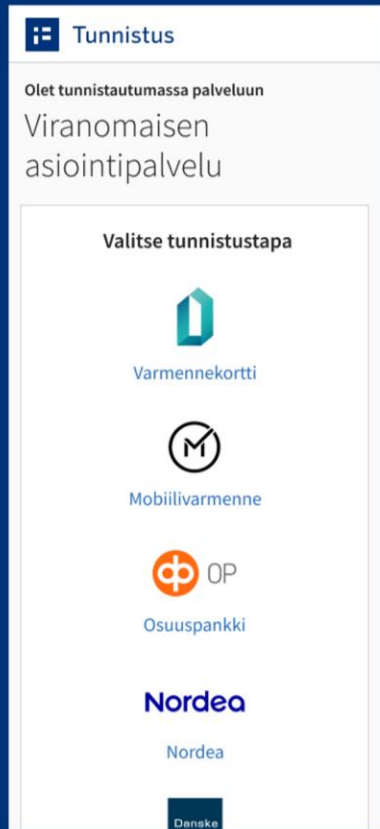 Tunnistus
Olet tunnistautumassa palveluun
Viranomaisen
asiointipalvelu
Valitse tunnistustapa
Varmennekortti
M
Mobiilivarmenne
OP
Osuuspankki
Nordea
Nordea
Danske